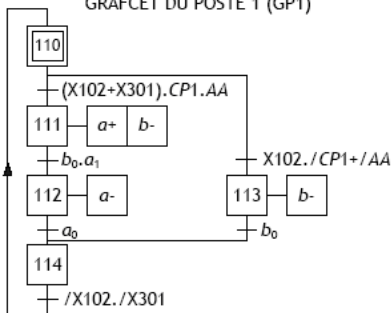 GRAFCET DU POSTE 1 (GP1)
110
(X102+X301).CP1.AA
111 a+ b-
b₀.a₁ X102./CP1+/AA
112 a- 113 b-
a₀ b₀
114
/X102./X301